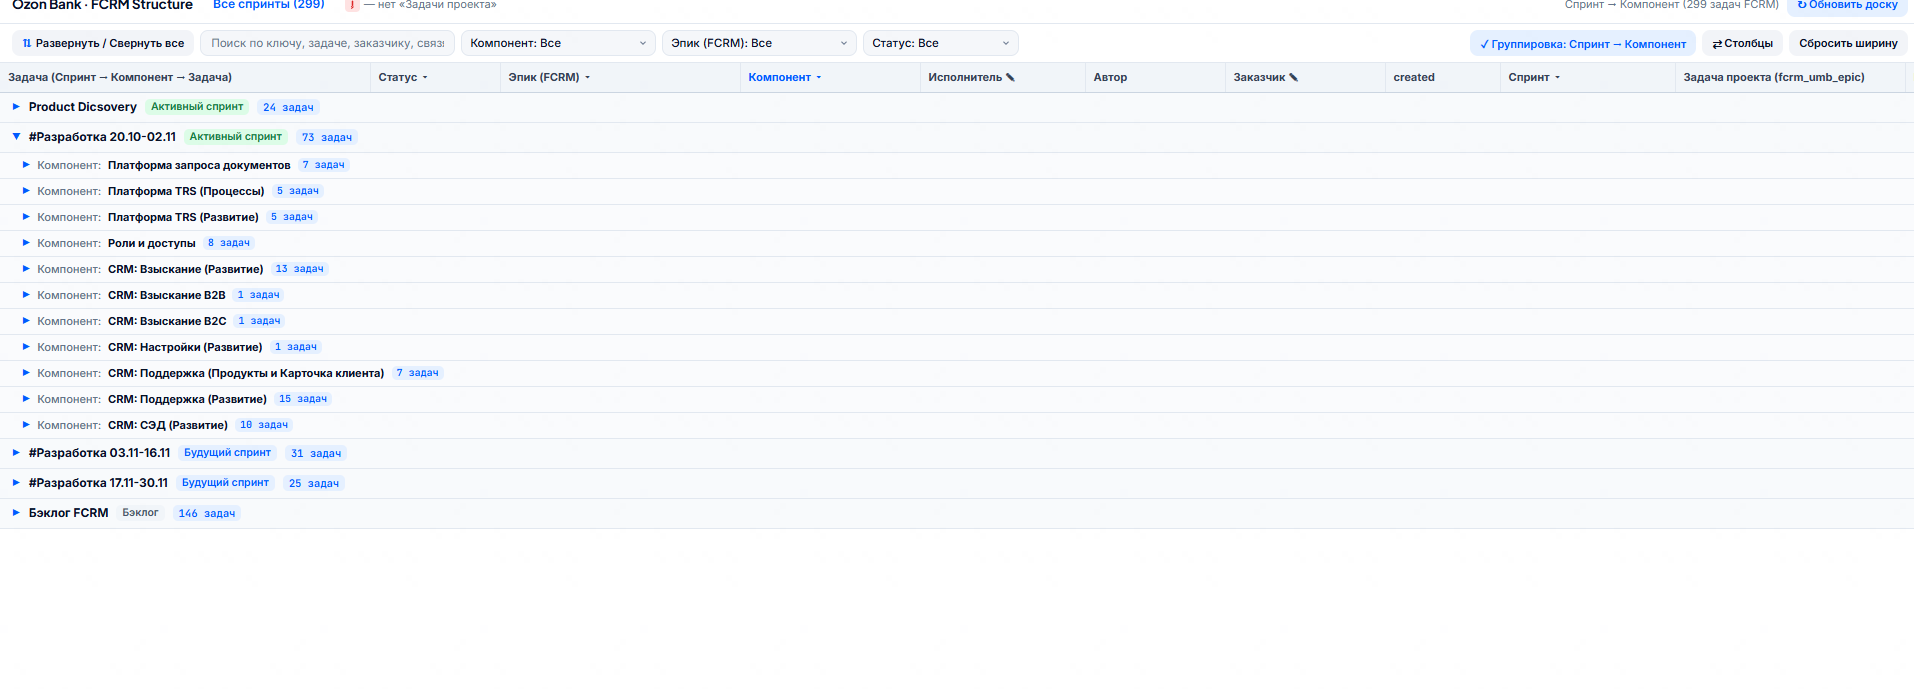 Ozon Bank · FCRM Structure Все спринты (299) ! — нет «Задачи проекта» Спринт → Компонент (299 задач FCRM) ↻ Обновить доску
⇅ Развернуть / Свернуть все Поиск по ключу, задаче, заказчику, связ Компонент: Все Эпик (FCRM): Все Статус: Все ✓ Группировка: Спринт → Компонент ⇄ Столбцы Сбросить ширину
Задача (Спринт → Компонент → Задача) Статус Эпик (FCRM) Компонент Исполнитель ✎ Автор Заказчик ✎ created Спринт Задача проекта (fcrm_umb_epic)
Product Dicsovery Активный спринт 24 задач
#Разработка 20.10-02.11 Активный спринт 73 задач
Компонент: Платформа запроса документов 7 задач
Компонент: Платформа TRS (Процессы) 5 задач
Компонент: Платформа TRS (Развитие) 5 задач
Компонент: Роли и доступы 8 задач
Компонент: CRM: Взыскание (Развитие) 13 задач
Компонент: CRM: Взыскание B2B 1 задач
Компонент: CRM: Взыскание B2C 1 задач
Компонент: CRM: Настройки (Развитие) 1 задач
Компонент: CRM: Поддержка (Продукты и Карточка клиента) 7 задач
Компонент: CRM: Поддержка (Развитие) 15 задач
Компонент: CRM: СЭД (Развитие) 10 задач
#Разработка 03.11-16.11 Будущий спринт 31 задач
#Разработка 17.11-30.11 Будущий спринт 25 задач
Бэклог FCRM Бэклог 146 задач